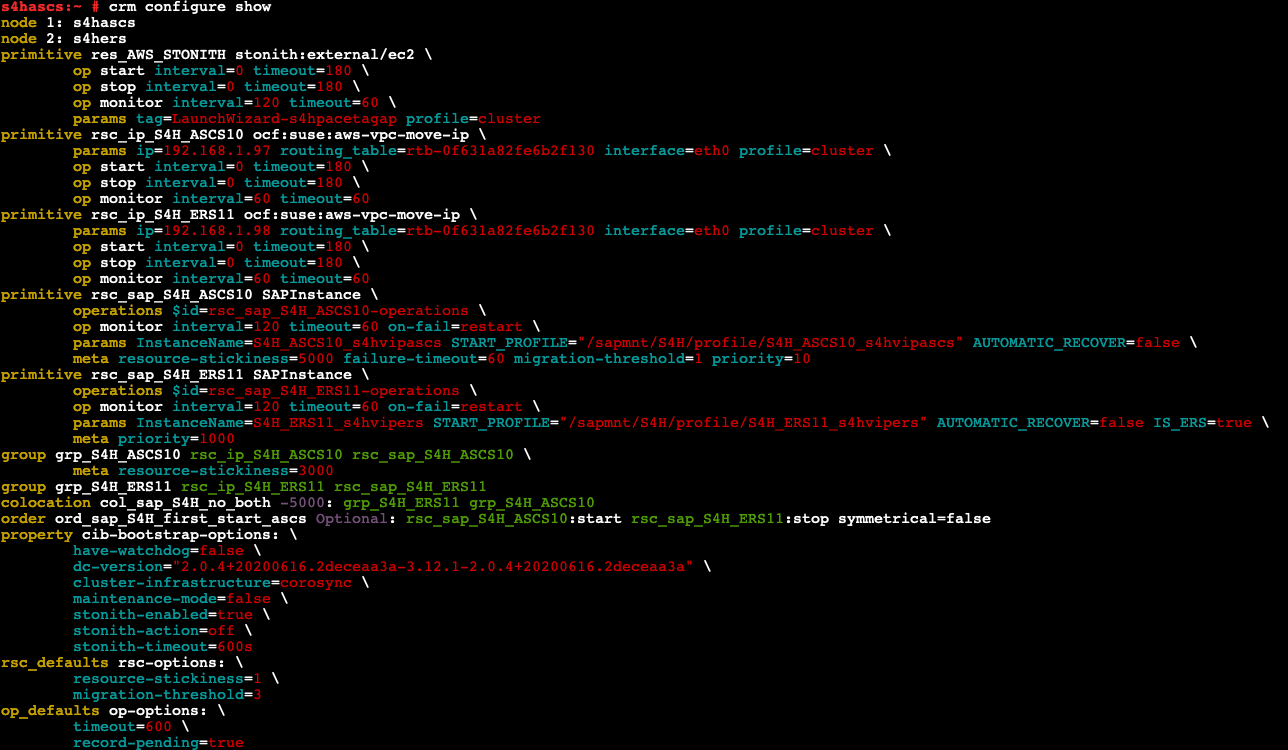 s4hascs:~ # crm configure show
node 1: s4hascs
node 2: s4hers
primitive res_AWS_STONITH stonith:external/ec2 \
        op start interval=0 timeout=180 \
        op stop interval=0 timeout=180 \
        op monitor interval=120 timeout=60 \
        params tag=LaunchWizard-s4hpacetagap profile=cluster
primitive rsc_ip_S4H_ASCS10 ocf:suse:aws-vpc-move-ip \
        params ip=192.168.1.97 routing_table=rtb-0f631a82fe6b2f130 interface=eth0 profile=cluster \
        op start interval=0 timeout=180 \
        op stop interval=0 timeout=180 \
        op monitor interval=60 timeout=60
primitive rsc_ip_S4H_ERS11 ocf:suse:aws-vpc-move-ip \
        params ip=192.168.1.98 routing_table=rtb-0f631a82fe6b2f130 interface=eth0 profile=cluster \
        op start interval=0 timeout=180 \
        op stop interval=0 timeout=180 \
        op monitor interval=60 timeout=60
primitive rsc_sap_S4H_ASCS10 SAPInstance \
        operations $id=rsc_sap_S4H_ASCS10-operations \
        op monitor interval=120 timeout=60 on-fail=restart \
        params InstanceName=S4H_ASCS10_s4hvipascs START_PROFILE="/sapmnt/S4H/profile/S4H_ASCS10_s4hvipascs" AUTOMATIC_RECOVER=false \
        meta resource-stickiness=5000 failure-timeout=60 migration-threshold=1 priority=10
primitive rsc_sap_S4H_ERS11 SAPInstance \
        operations $id=rsc_sap_S4H_ERS11-operations \
        op monitor interval=120 timeout=60 on-fail=restart \
        params InstanceName=S4H_ERS11_s4hvipers START_PROFILE="/sapmnt/S4H/profile/S4H_ERS11_s4hvipers" AUTOMATIC_RECOVER=false IS_ERS=true \
        meta priority=1000
group grp_S4H_ASCS10 rsc_ip_S4H_ASCS10 rsc_sap_S4H_ASCS10 \
        meta resource-stickiness=3000
group grp_S4H_ERS11 rsc_ip_S4H_ERS11 rsc_sap_S4H_ERS11
colocation col_sap_S4H_no_both -5000: grp_S4H_ERS11 grp_S4H_ASCS10
order ord_sap_S4H_first_start_ascs Optional: rsc_sap_S4H_ASCS10:start rsc_sap_S4H_ERS11:stop symmetrical=false
property cib-bootstrap-options: \
        have-watchdog=false \
        dc-version="2.0.4+20200616.2deceaa3a-3.12.1-2.0.4+20200616.2deceaa3a" \
        cluster-infrastructure=corosync \
        maintenance-mode=false \
        stonith-enabled=true \
        stonith-action=off \
        stonith-timeout=600s
rsc_defaults rsc-options: \
        resource-stickiness=1 \
        migration-threshold=3
op_defaults op-options: \
        timeout=600 \
        record-pending=true